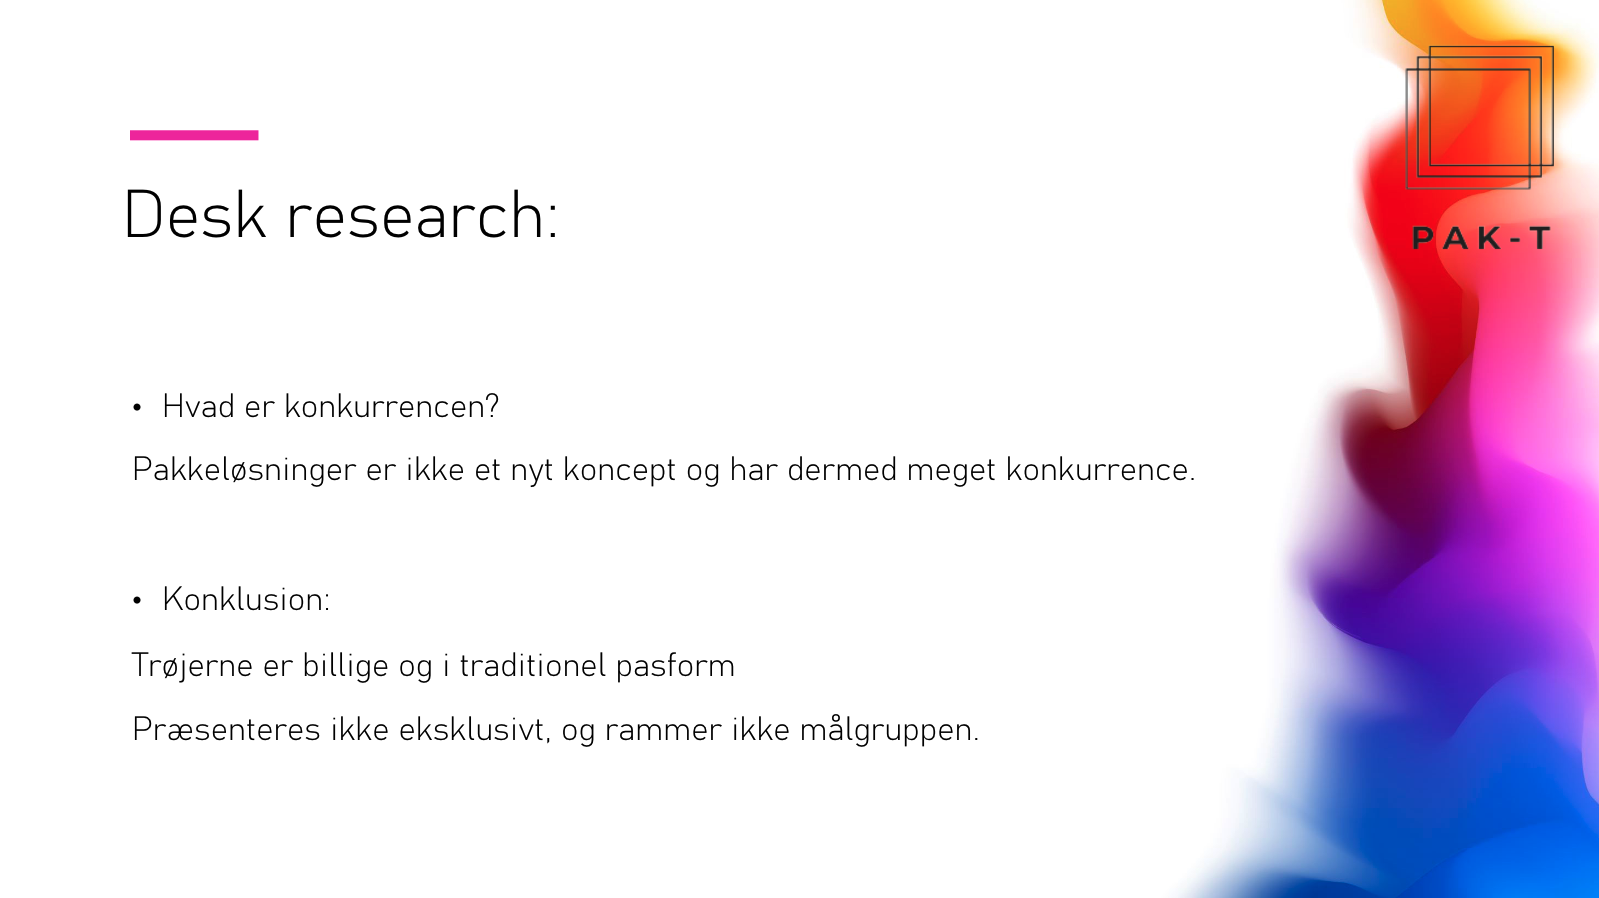 PAK-T
Desk research:
• Hvad er konkurrencen?
Pakkeløsninger er ikke et nyt koncept og har dermed meget konkurrence.
• Konklusion:
Trøjerne er billige og i traditionel pasform
Præsenteres ikke eksklusivt, og rammer ikke målgruppen.